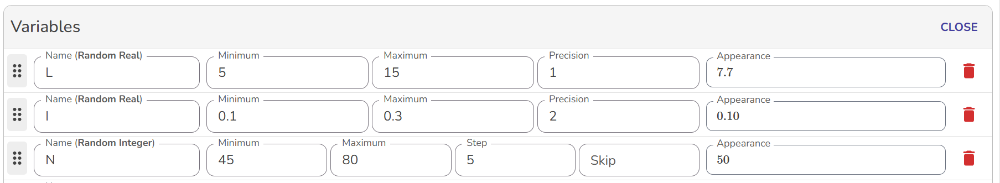 Variables CLOSE
Name (Random Real) Minimum Maximum Precision Appearance
L 5 15 1 7.7
Name (Random Real) Minimum Maximum Precision Appearance
I 0.1 0.3 2 0.10
Name (Random Integer) Minimum Maximum Step Appearance
N 45 80 5 Skip 50